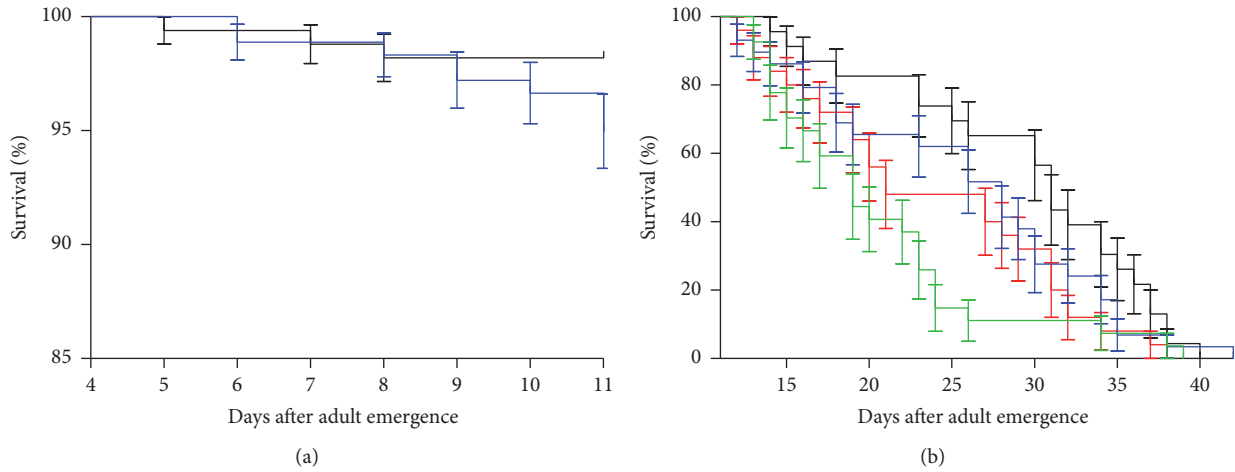 100
95
90
85
Survival (%)
4 5 6 7 8 9 10 11
Days after adult emergence
(a)
100
80
60
40
20
0
Survival (%)
15 20 25 30 35 40
Days after adult emergence
(b)